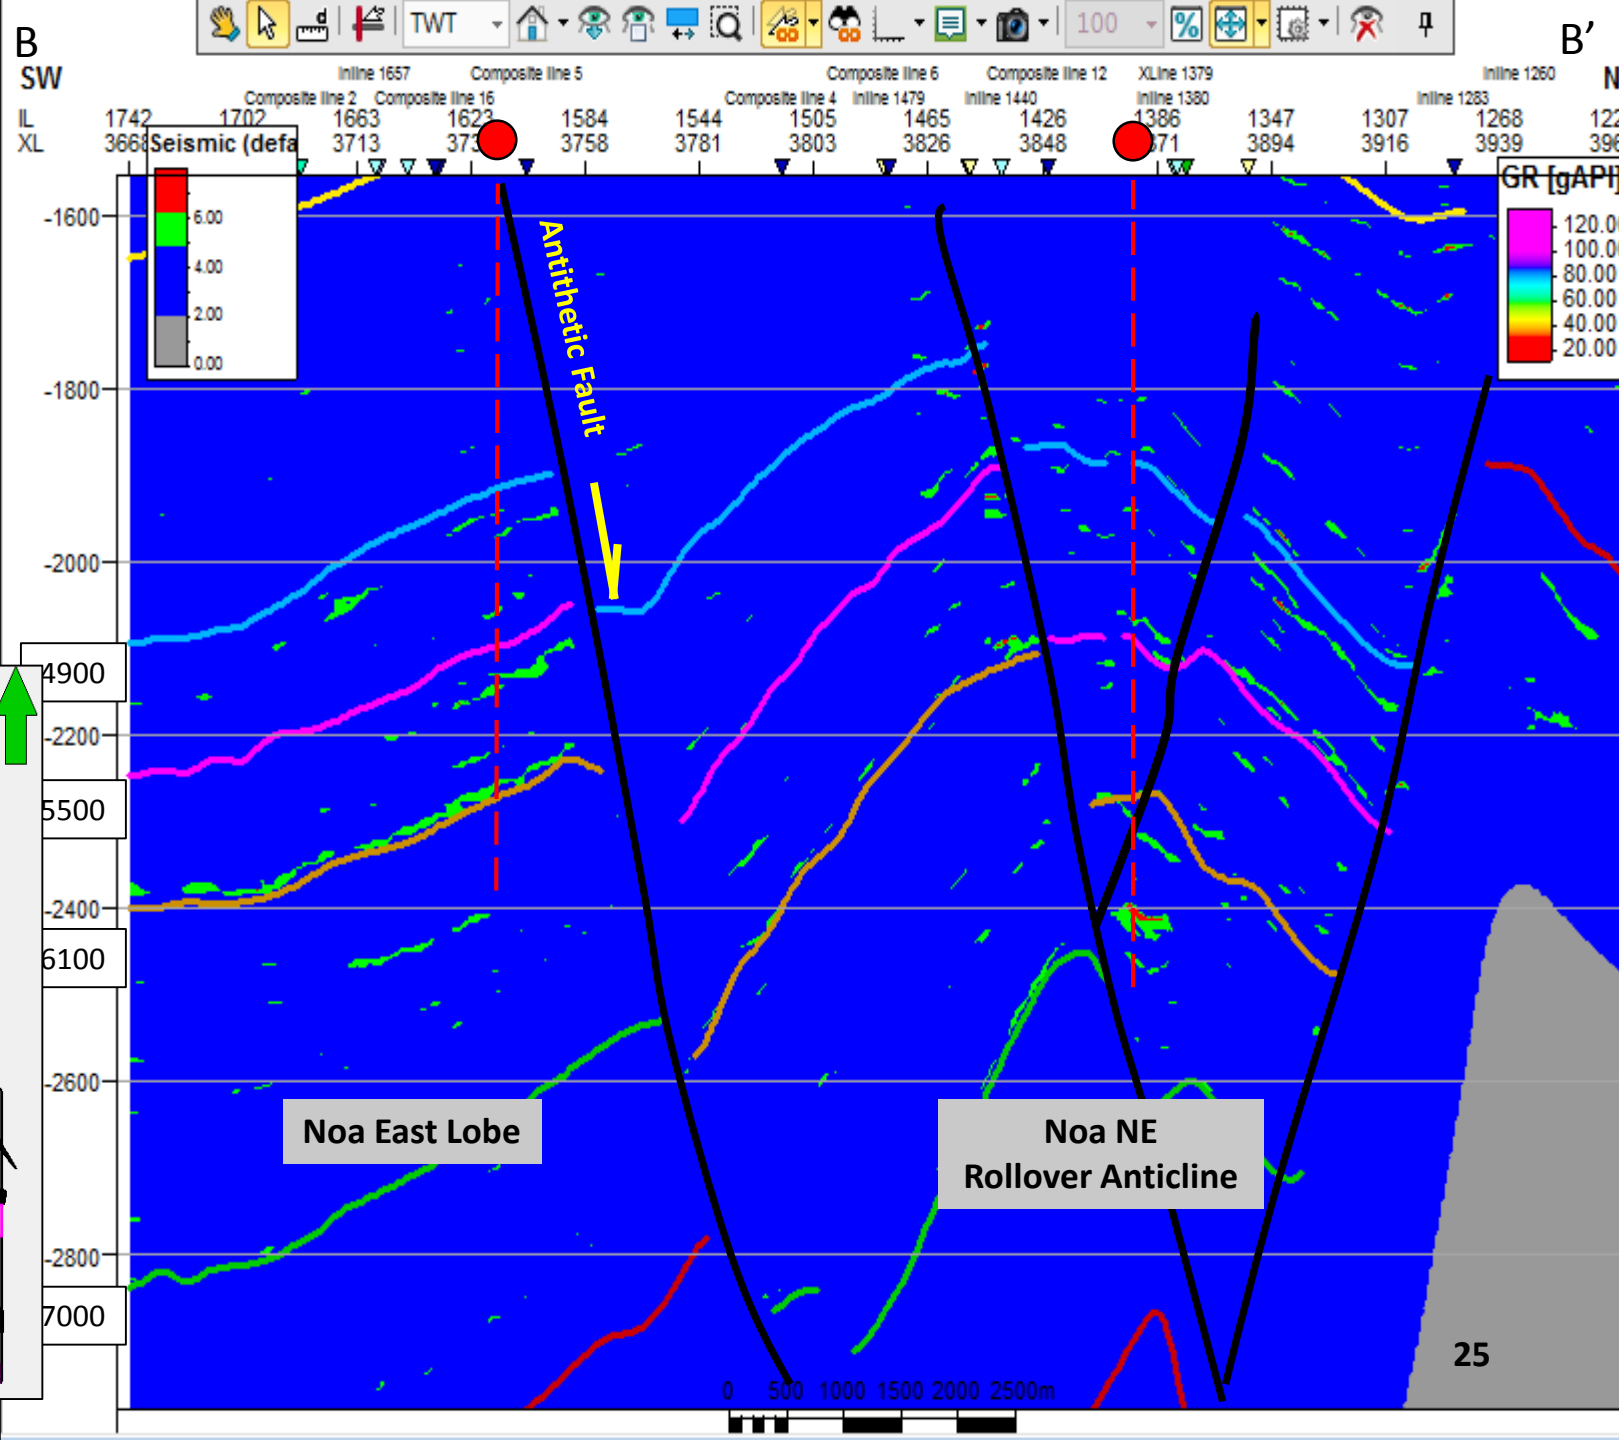 B
B’
TWT
100
SW
N
Inline 1657
Composite line 5
Composite line 6
Composite line 12
XLine 1379
Inline 1260
Composite line 2
Composite line 16
Composite line 4
Inline 1479
Inline 1440
Inline 1380
Inline 1283
IL 1742 1702 1663 1623 1584 1544 1505 1465 1426 1386 1347 1307 1268
XL 3713 3758 3781 3803 3826 3848 3894 3916 3939
Seismic (defa
6.00
4.00
2.00
0.00
GR [gAPI]
120.0
100.0
80.00
60.00
40.00
20.00
-1600
-1800
-2000
-2200
-2400
-2600
-2800
4900
5500
6100
7000
Antithetic Fault
Noa East Lobe
Noa NE
Rollover Anticline
25
0 500 1000 1500 2000 2500m